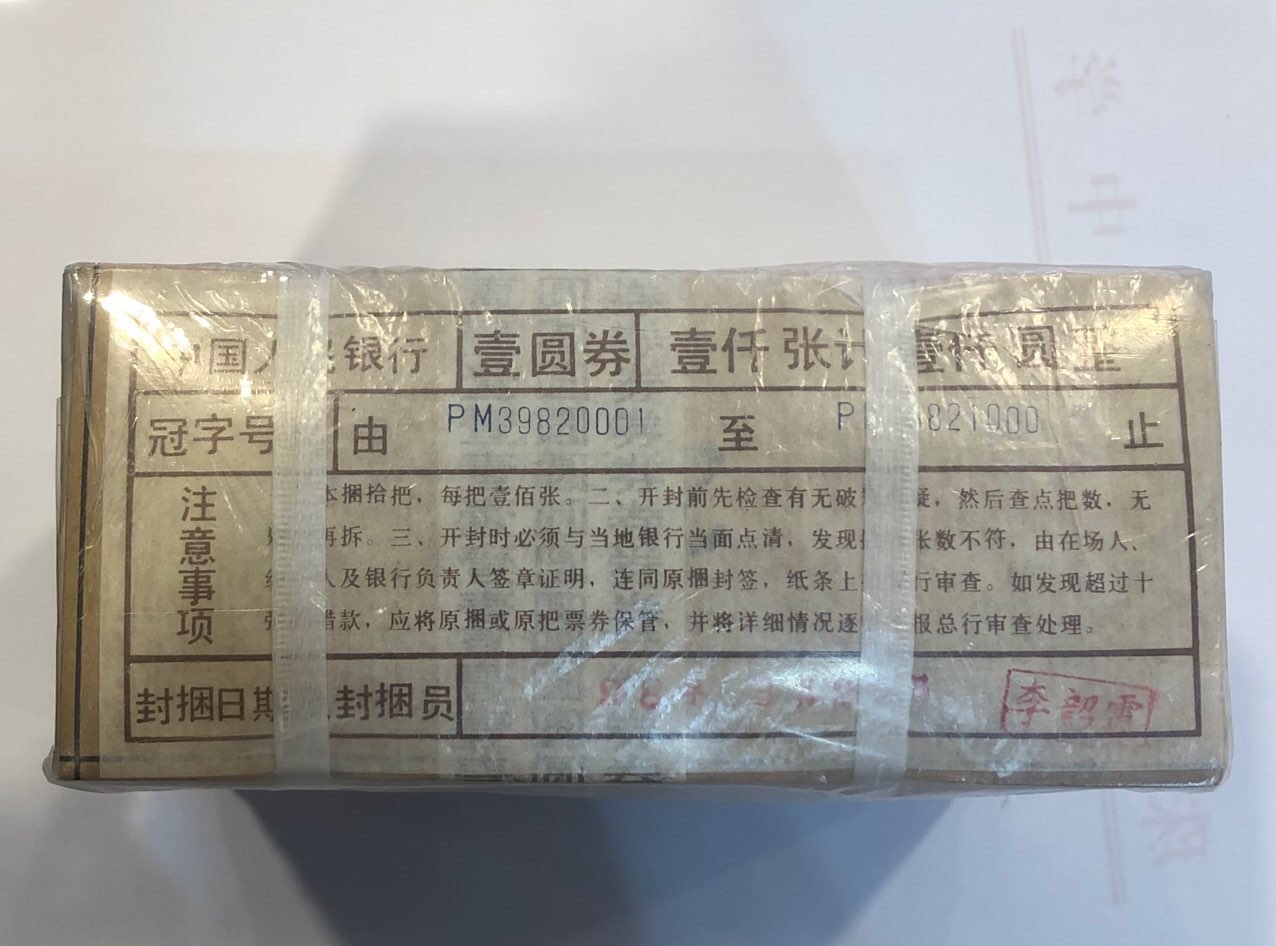 中国人民银行 壹圆券 壹仟张计壹仟圆正
冠字号 由 PM39820001 至 P 3821000 止
注意事项
本捆拾把，每把壹佰张。二、开封前先检查有无破 疑，然后查点把数，无
再拆。三、开封时必须与当地银行当面点清，发现 张数不符，由在场人、
人及银行负责人签章证明，连同原捆封签，纸条上 行审查。如发现超过十
错款，应将原捆或原把票券保管，并将详细情况逐 报总行审查处理。
封捆日期 封捆员 李韶雷
壹圆券